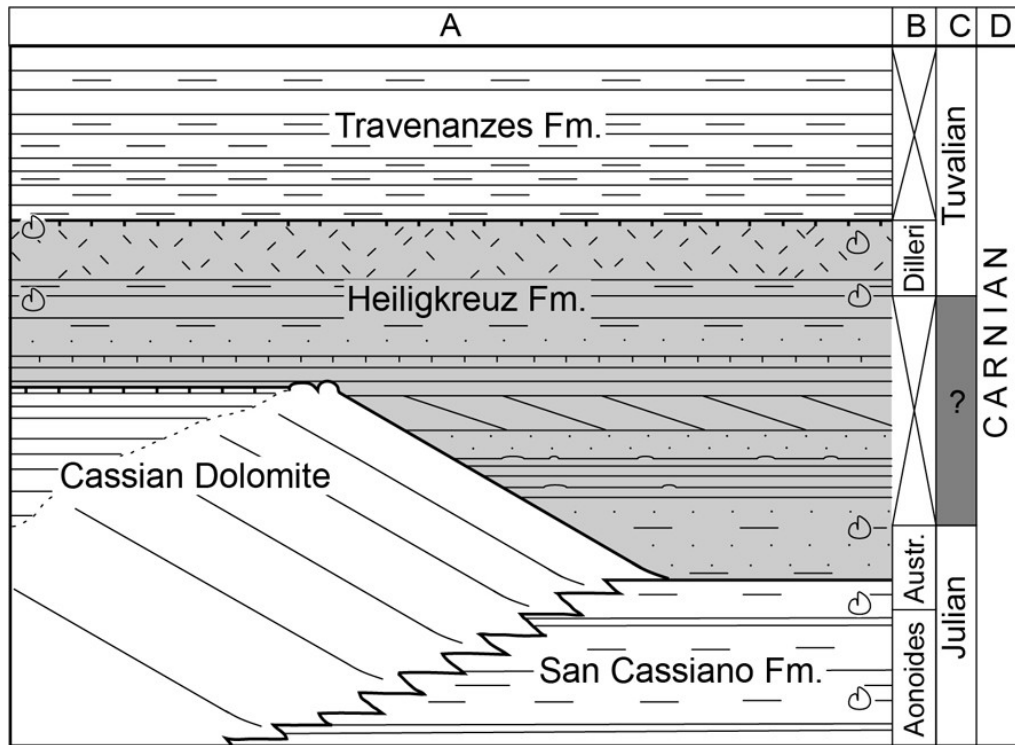 A B C D
Travenanzes Fm.
Heiligkreuz Fm.
Cassian Dolomite
San Cassiano Fm.
Dilleri
Austr.
Aonoides
Tuvalian
?
Julian
CARNIAN